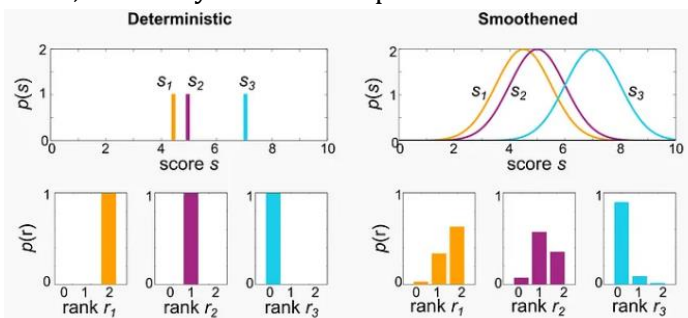 Deterministic
Smoothened
2
1
0
p(s)
s1
s2
s3
0 2 4 6 8 10
score s
2
1
0
p(s)
s1
s2
s3
0 2 4 6 8 10
score s
1
0
p(r)
0 1 2
rank r1
0 1 2
rank r2
0 1 2
rank r3
1
0
p(r)
0 1 2
rank r1
0 1 2
rank r2
0 1 2
rank r3